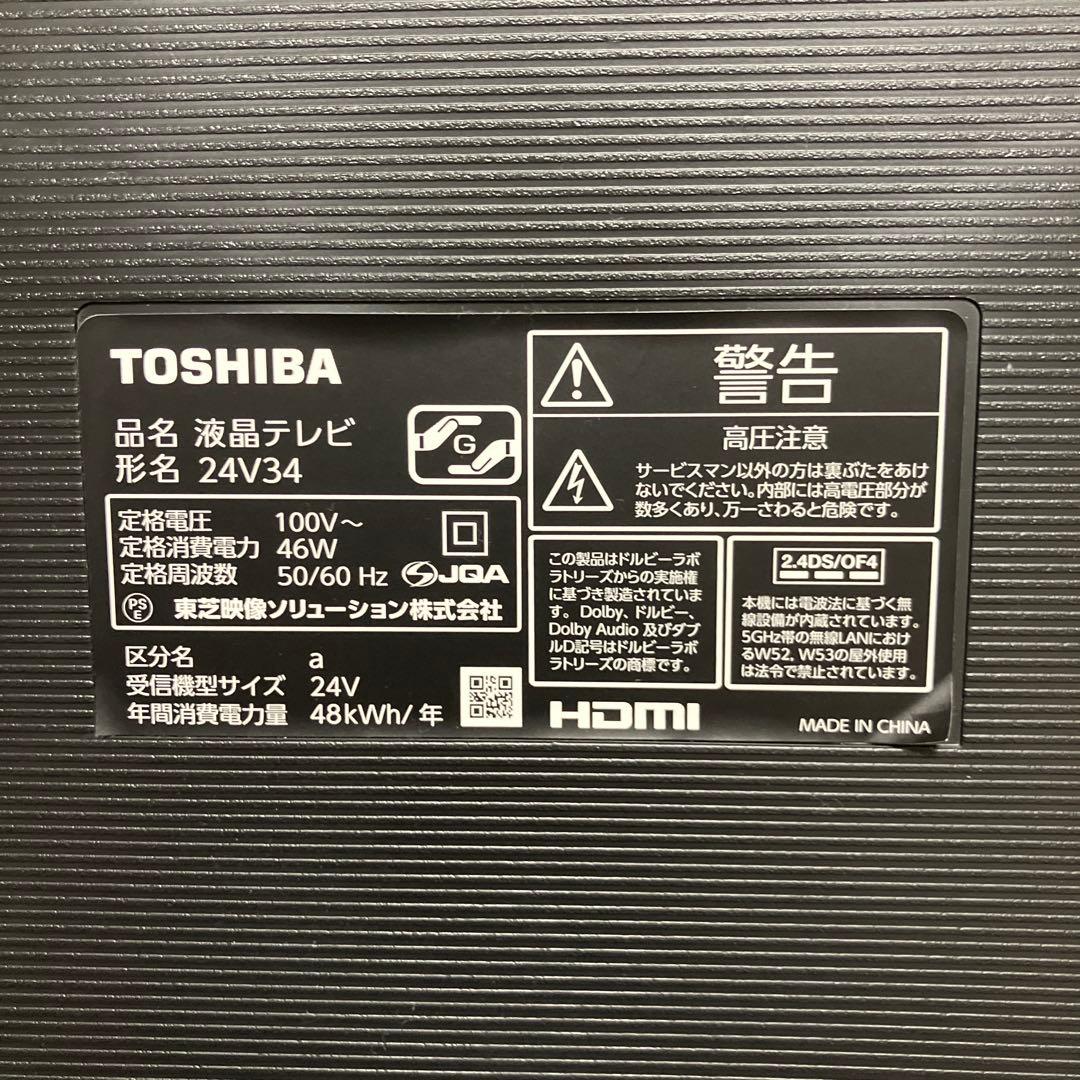 TOSHIBA
品名 液晶テレビ
形名 24V34
G
定格電圧 100V～
定格消費電力 46W
定格周波数 50/60 Hz
JQA
PS
E
東芝映像ソリューション株式会社
区分名 a
受信機型サイズ 24V
年間消費電力量 48kWh/年
警告
高圧注意
サービスマン以外の方は裏ぶたをあけ
ないでください。内部には高電圧部分が
数多くあり、万一さわると危険です。
この製品はドルビーラボ
ラトリーズからの実施権
に基づき製造されていま
す。Dolby、ドルビー、
Dolby Audio 及びダブ
ルD記号はドルビーラボ
ラトリーズの商標です。
2.4DS/OF4
本機には電波法に基づく無
線設備が内蔵されています。
5GHz帯の無線LANにおけ
るW52，W53の屋外使用
は法令で禁止されています。
HDMI
MADE IN CHINA